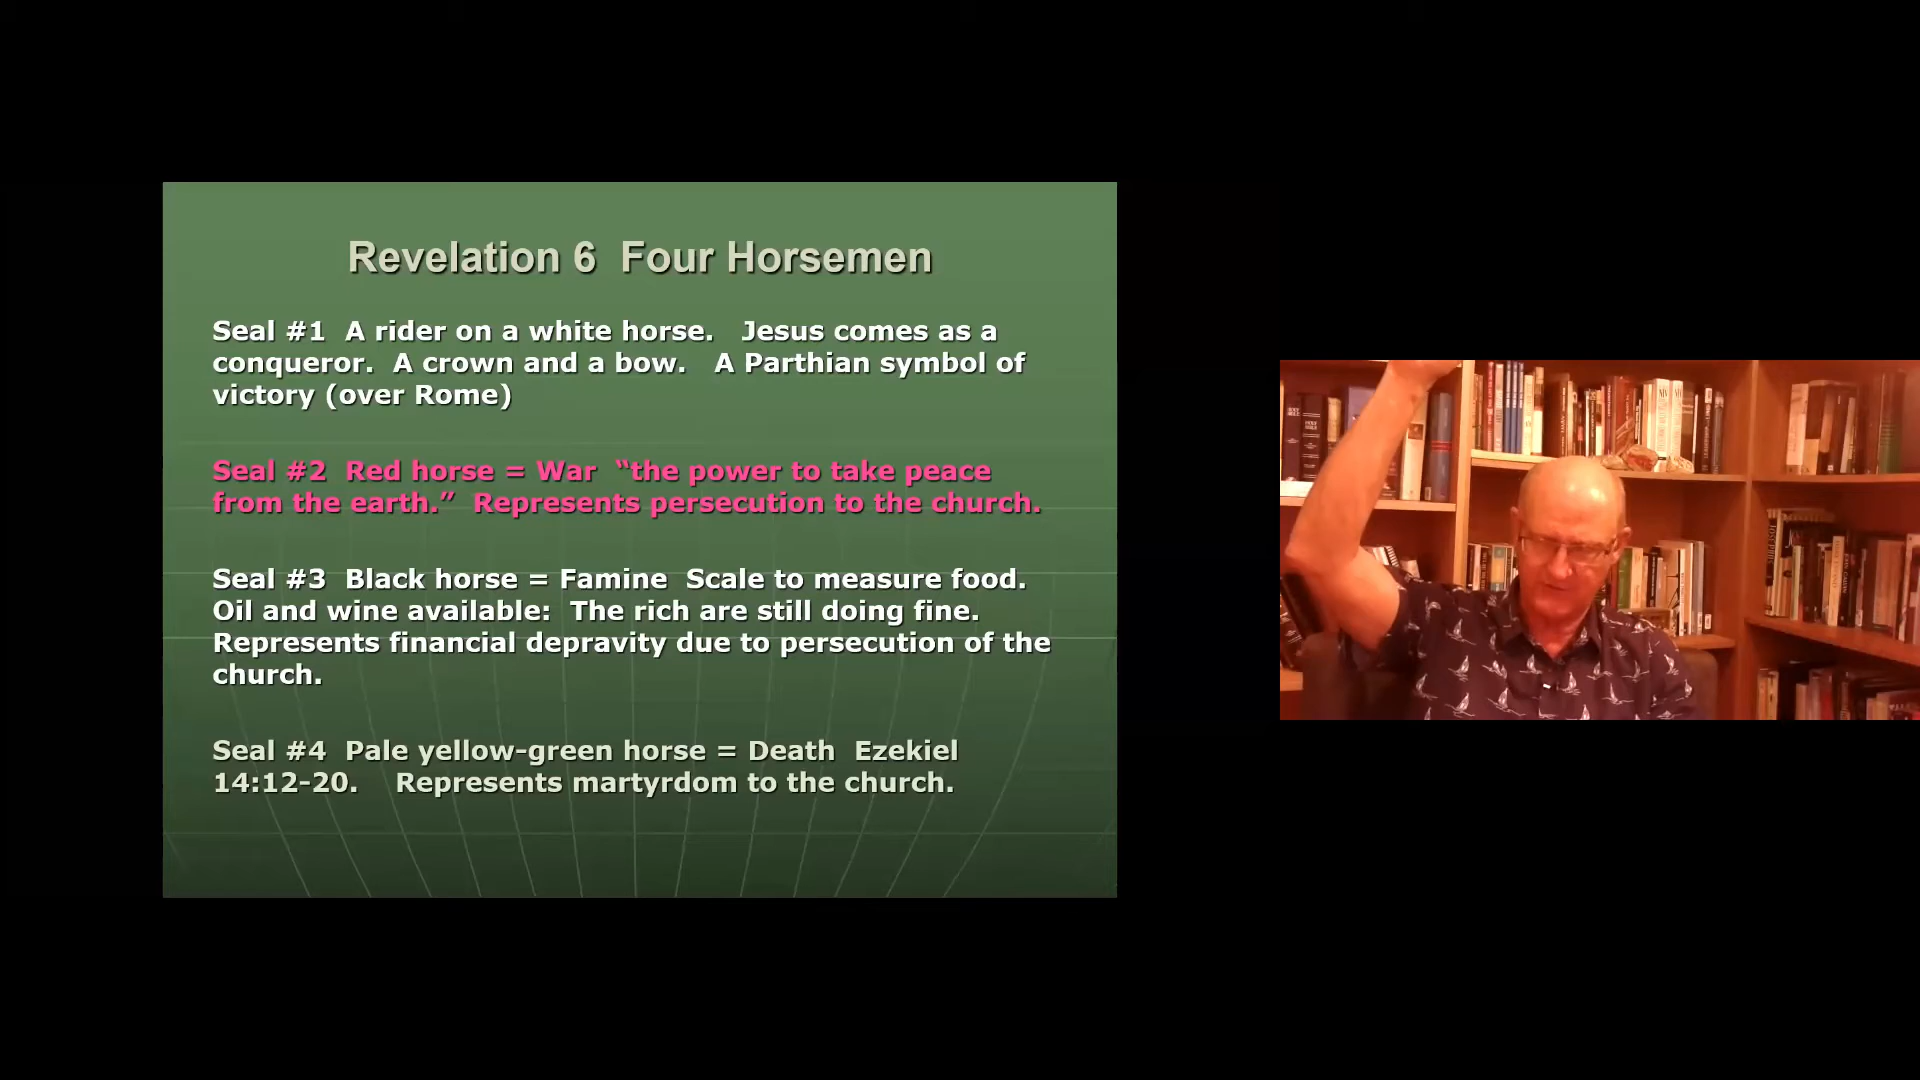 Revelation 6  Four Horsemen
Seal #1  A rider on a white horse.   Jesus comes as a
conqueror.  A crown and a bow.   A Parthian symbol of
victory (over Rome)
Seal #2  Red horse = War  “the power to take peace
from the earth.”  Represents persecution to the church.
Seal #3  Black horse = Famine  Scale to measure food.
Oil and wine available:  The rich are still doing fine.
Represents financial depravity due to persecution of the
church.
Seal #4  Pale yellow-green horse = Death  Ezekiel
14:12-20.    Represents martyrdom to the church.